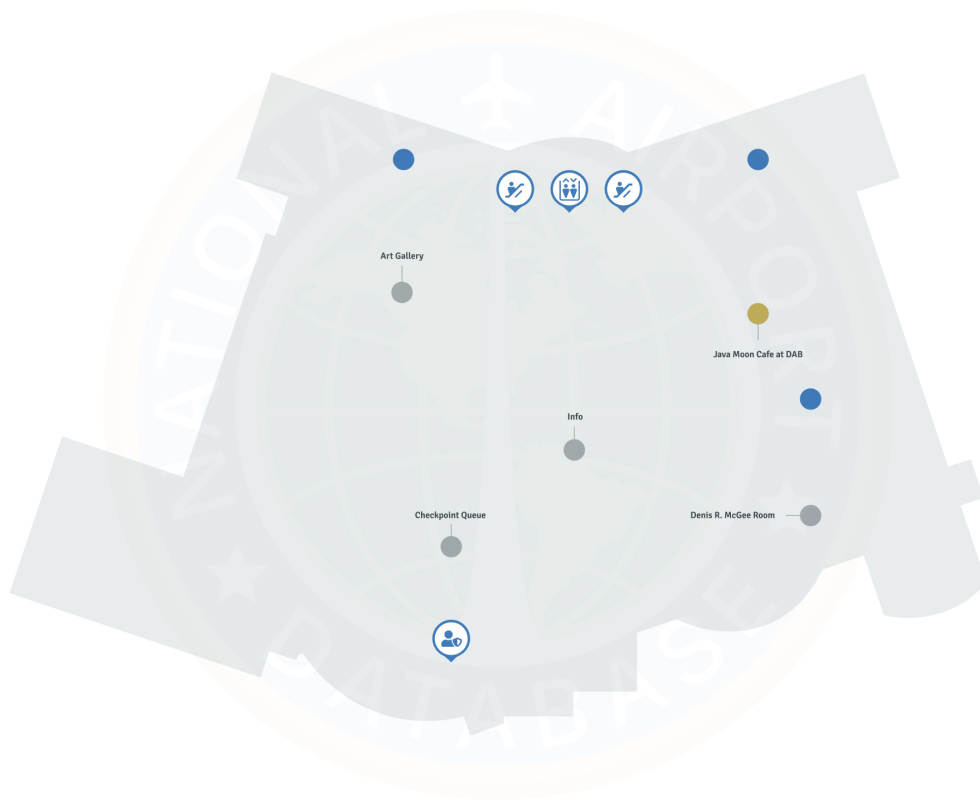 NATIONAL AIRPORT
Art Gallery
Java Moon Cafe at DAB
Info
Checkpoint Queue
Denis R. McGee Room
DATABASE